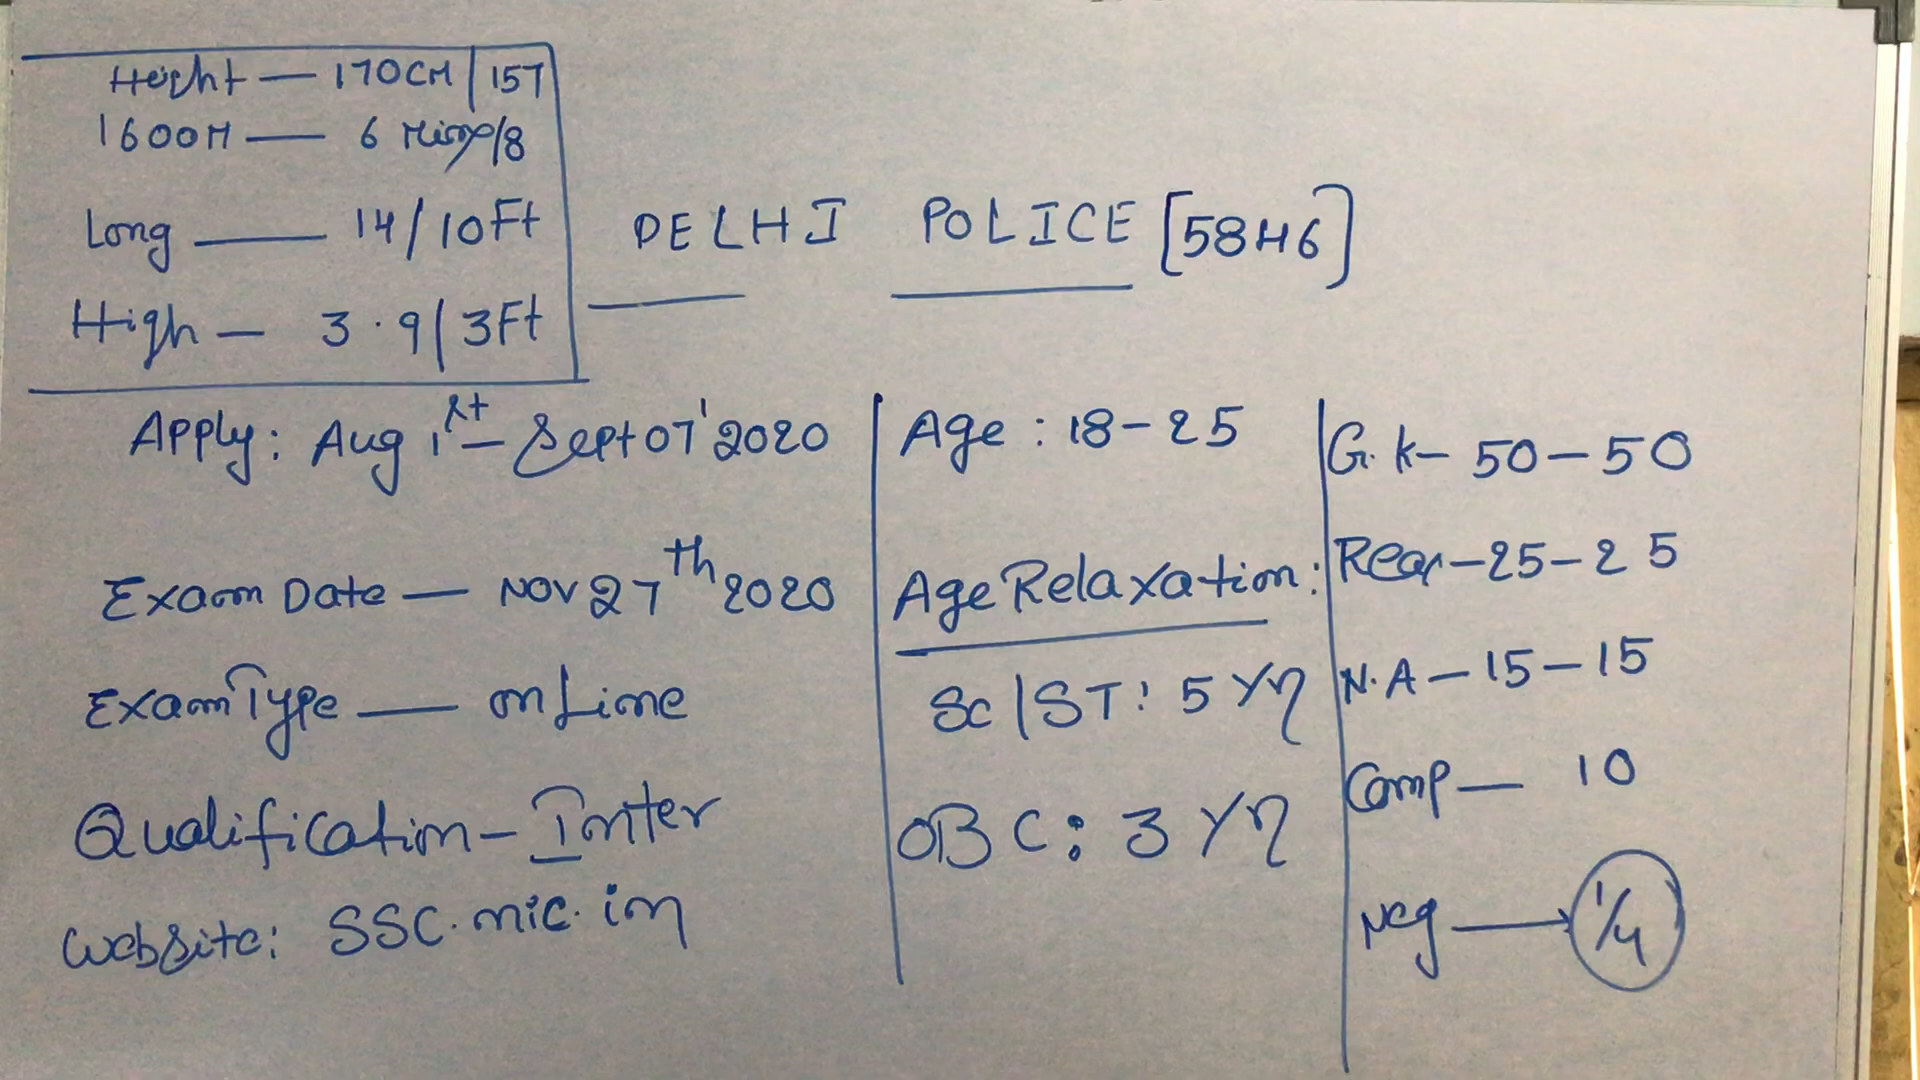 Height — 170CM | 157
1600M — 6 Mins/8
Long — 14/10Ft
High — 3.9 | 3Ft
DELHI POLICE [5846]
Apply: Aug 1st - Sept 07' 2020
Exam Date — NOV 27th 2020
Exam Type — online
Qualification - Inter
Website: SSC.nic.in
Age : 18-25
Age Relaxation :
SC | ST : 5 Yrs
OBC : 3 Yrs
G.K - 50 - 50
Rea - 25 - 25
N.A - 15 - 15
Comp — 10
Neg → 1/4